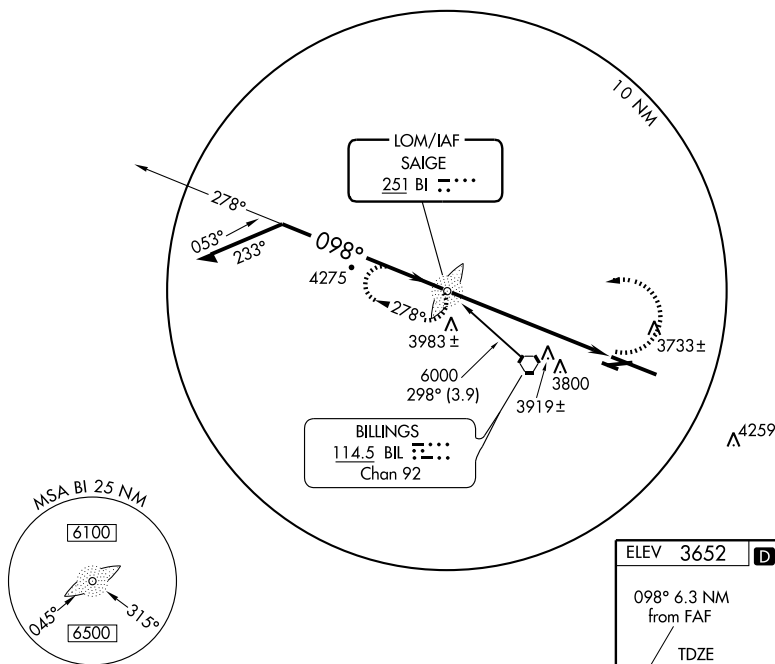 10 NM
LOM/IAF
SAIGE
251 BI
278°
053°
233°
098°
4275
278°
3983 ±
3733±
6000
298° (3.9)
3800
3919±
BILLINGS
114.5 BIL
Chan 92
4259
MSA BI 25 NM
6100
045°
315°
6500
ELEV 3652 D
098° 6.3 NM
from FAF
TDZE